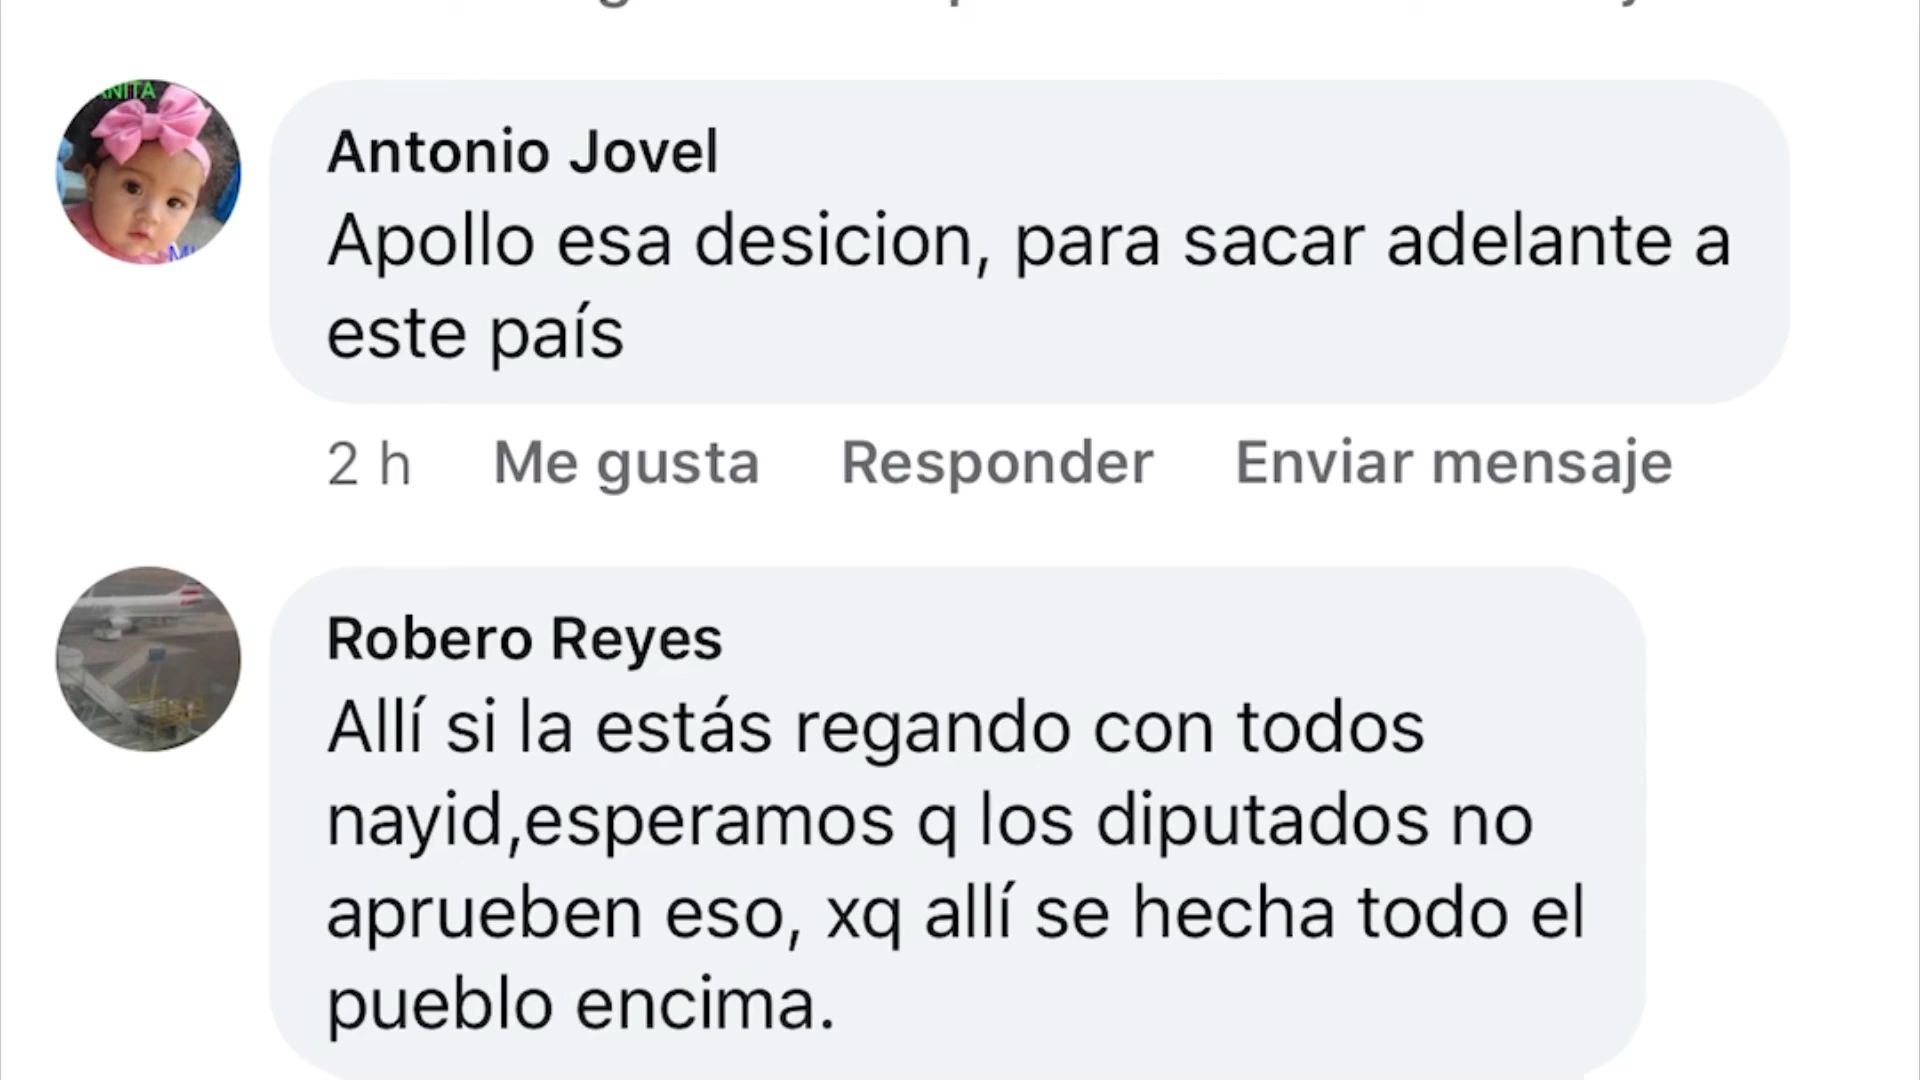 ANITA
Antonio Jovel
Apollo esa desicion, para sacar adelante a
este país
MI
2 h Me gusta Responder Enviar mensaje
Robero Reyes
Allí si la estás regando con todos
nayid,esperamos q los diputados no
aprueben eso, xq allí se hecha todo el
pueblo encima.